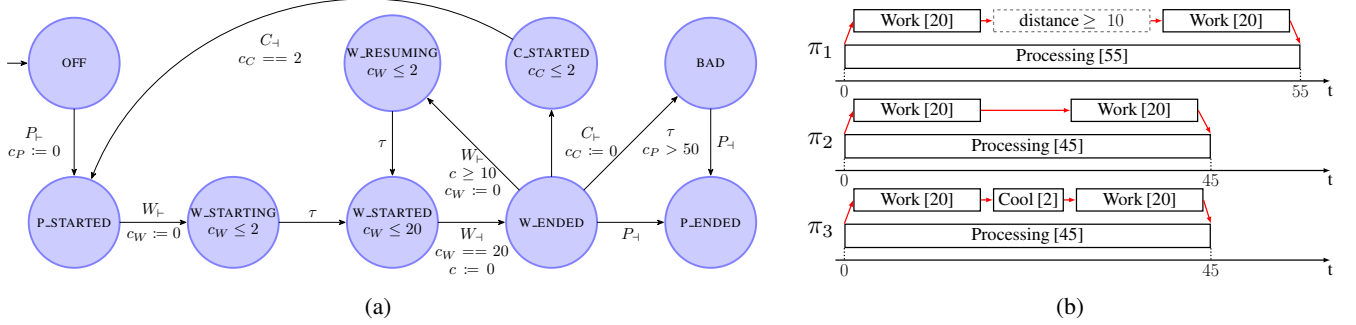 OFF
P⊢
c_P := 0
C⊣
c_C == 2
W_RESUMING
c_W ≤ 2
C_STARTED
c_C ≤ 2
BAD
τ
W⊢
c ≥ 10
c_W := 0
C⊢
c_C := 0
τ
c_P > 50
P⊣
P_STARTED
W⊢
c_W := 0
W_STARTING
c_W ≤ 2
τ
W_STARTED
c_W ≤ 20
W⊣
c_W == 20
c := 0
W_ENDED
P⊣
P_ENDED
(a)
π₁
Work [20]
distance ≥ 10
Work [20]
Processing [55]
0
55
t
π₂
Work [20]
Work [20]
Processing [45]
0
45
t
π₃
Work [20]
Cool [2]
Work [20]
Processing [45]
0
45
t
(b)